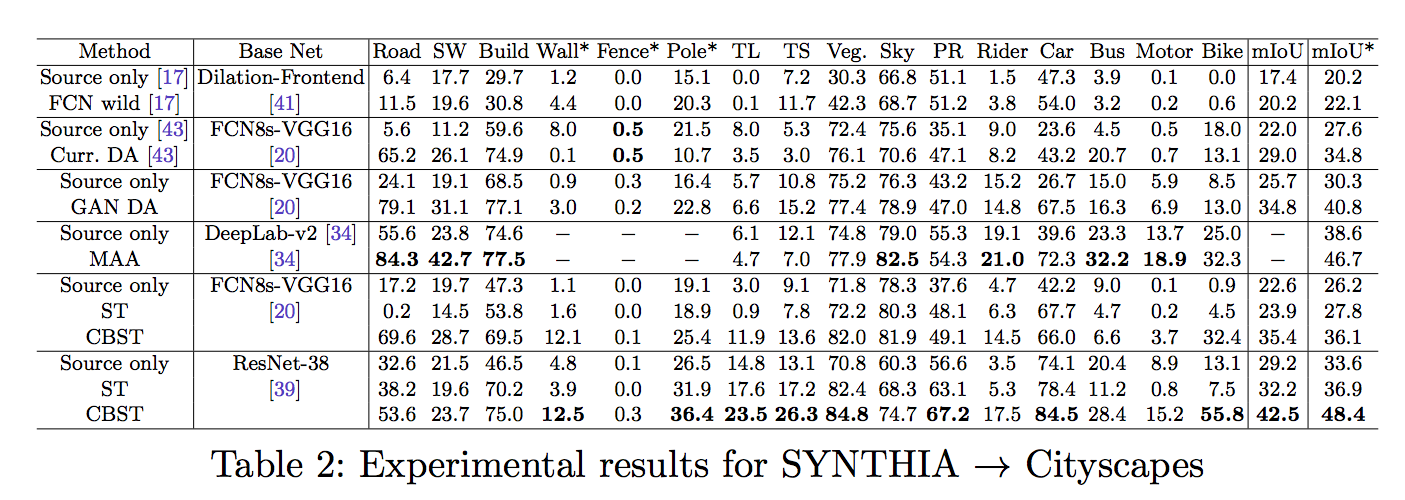 Method Base Net Road SW Build Wall* Fence* Pole* TL TS Veg. Sky PR Rider Car Bus Motor Bike mIoU mIoU*
Source only [17] Dilation-Frontend 6.4 17.7 29.7 1.2 0.0 15.1 0.0 7.2 30.3 66.8 51.1 1.5 47.3 3.9 0.1 0.0 17.4 20.2
FCN wild [17] [41] 11.5 19.6 30.8 4.4 0.0 20.3 0.1 11.7 42.3 68.7 51.2 3.8 54.0 3.2 0.2 0.6 20.2 22.1
Source only [43] FCN8s-VGG16 5.6 11.2 59.6 8.0 0.5 21.5 8.0 5.3 72.4 75.6 35.1 9.0 23.6 4.5 0.5 18.0 22.0 27.6
Curr. DA [43] [20] 65.2 26.1 74.9 0.1 0.5 10.7 3.5 3.0 76.1 70.6 47.1 8.2 43.2 20.7 0.7 13.1 29.0 34.8
Source only FCN8s-VGG16 24.1 19.1 68.5 0.9 0.3 16.4 5.7 10.8 75.2 76.3 43.2 15.2 26.7 15.0 5.9 8.5 25.7 30.3
GAN DA [20] 79.1 31.1 77.1 3.0 0.2 22.8 6.6 15.2 77.4 78.9 47.0 14.8 67.5 16.3 6.9 13.0 34.8 40.8
Source only DeepLab-v2 [34] 55.6 23.8 74.6 − − − 6.1 12.1 74.8 79.0 55.3 19.1 39.6 23.3 13.7 25.0 − 38.6
MAA [34] 84.3 42.7 77.5 − − − 4.7 7.0 77.9 82.5 54.3 21.0 72.3 32.2 18.9 32.3 − 46.7
Source only FCN8s-VGG16 17.2 19.7 47.3 1.1 0.0 19.1 3.0 9.1 71.8 78.3 37.6 4.7 42.2 9.0 0.1 0.9 22.6 26.2
ST [20] 0.2 14.5 53.8 1.6 0.0 18.9 0.9 7.8 72.2 80.3 48.1 6.3 67.7 4.7 0.2 4.5 23.9 27.8
CBST 69.6 28.7 69.5 12.1 0.1 25.4 11.9 13.6 82.0 81.9 49.1 14.5 66.0 6.6 3.7 32.4 35.4 36.1
Source only ResNet-38 32.6 21.5 46.5 4.8 0.1 26.5 14.8 13.1 70.8 60.3 56.6 3.5 74.1 20.4 8.9 13.1 29.2 33.6
ST [39] 38.2 19.6 70.2 3.9 0.0 31.9 17.6 17.2 82.4 68.3 63.1 5.3 78.4 11.2 0.8 7.5 32.2 36.9
CBST 53.6 23.7 75.0 12.5 0.3 36.4 23.5 26.3 84.8 74.7 67.2 17.5 84.5 28.4 15.2 55.8 42.5 48.4
Table 2: Experimental results for SYNTHIA → Cityscapes